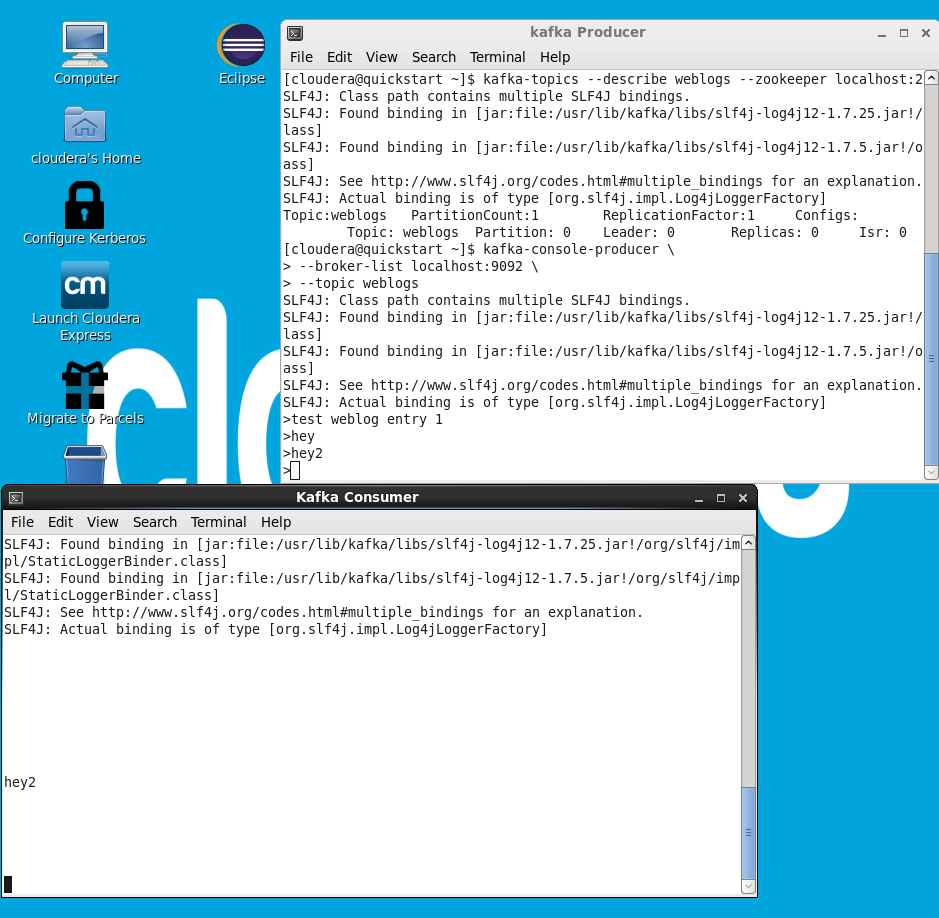 Computer
Eclipse
cloudera's Home
Configure Kerberos
cm
Launch Cloudera
Express
Migrate to Parcels
clo
kafka Producer
File Edit View Search Terminal Help
[cloudera@quickstart ~]$ kafka-topics --describe weblogs --zookeeper localhost:2
SLF4J: Class path contains multiple SLF4J bindings.
SLF4J: Found binding in [jar:file:/usr/lib/kafka/libs/slf4j-log4j12-1.7.25.jar!/
lass]
SLF4J: Found binding in [jar:file:/usr/lib/kafka/libs/slf4j-log4j12-1.7.5.jar!/o
ass]
SLF4J: See http://www.slf4j.org/codes.html#multiple_bindings for an explanation.
SLF4J: Actual binding is of type [org.slf4j.impl.Log4jLoggerFactory]
Topic:weblogs PartitionCount:1 ReplicationFactor:1 Configs:
Topic: weblogs Partition: 0 Leader: 0 Replicas: 0 Isr: 0
[cloudera@quickstart ~]$ kafka-console-producer \
> --broker-list localhost:9092 \
> --topic weblogs
SLF4J: Class path contains multiple SLF4J bindings.
SLF4J: Found binding in [jar:file:/usr/lib/kafka/libs/slf4j-log4j12-1.7.25.jar!/
lass]
SLF4J: Found binding in [jar:file:/usr/lib/kafka/libs/slf4j-log4j12-1.7.5.jar!/o
ass]
SLF4J: See http://www.slf4j.org/codes.html#multiple_bindings for an explanation.
SLF4J: Actual binding is of type [org.slf4j.impl.Log4jLoggerFactory]
>test weblog entry 1
>hey
>hey2
>
Kafka Consumer
File Edit View Search Terminal Help
SLF4J: Found binding in [jar:file:/usr/lib/kafka/libs/slf4j-log4j12-1.7.25.jar!/org/slf4j/im
pl/StaticLoggerBinder.class]
SLF4J: Found binding in [jar:file:/usr/lib/kafka/libs/slf4j-log4j12-1.7.5.jar!/org/slf4j/imp
l/StaticLoggerBinder.class]
SLF4J: See http://www.slf4j.org/codes.html#multiple_bindings for an explanation.
SLF4J: Actual binding is of type [org.slf4j.impl.Log4jLoggerFactory]
hey2